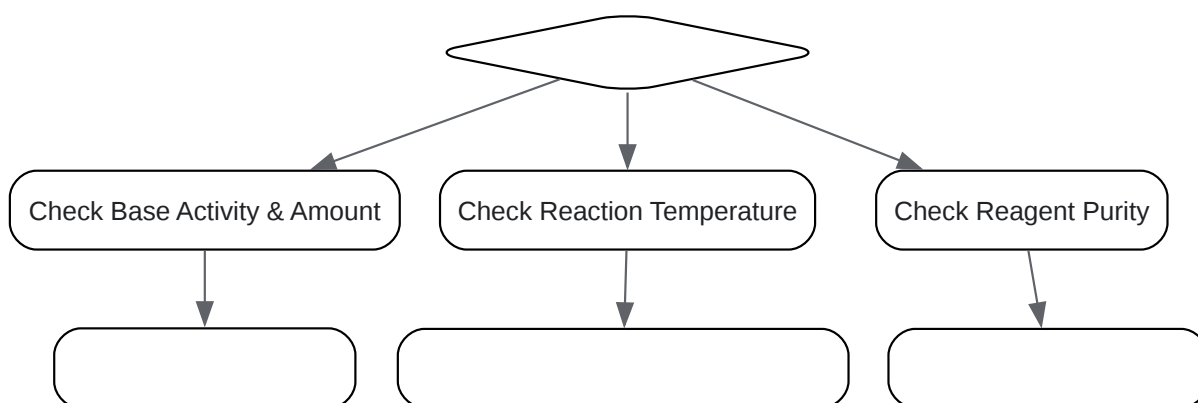 Check Base Activity & Amount
Check Reaction Temperature
Check Reagent Purity